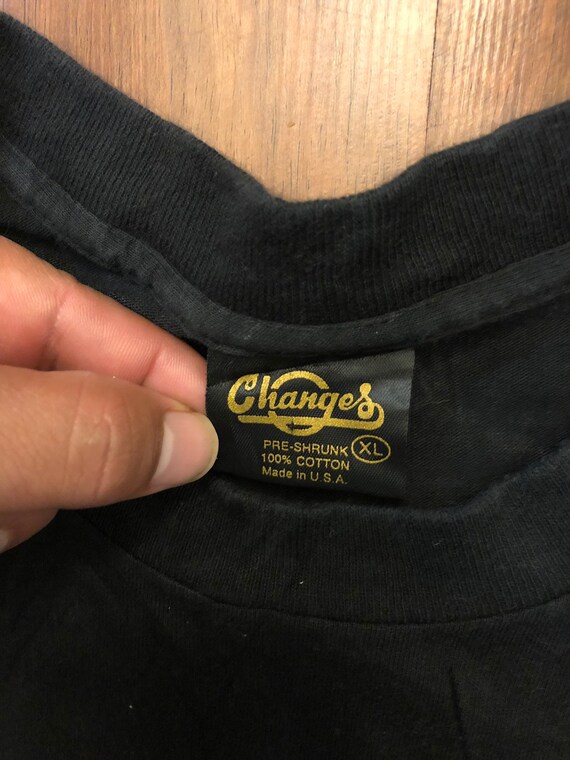 Changes
PRE-SHRUNK XL
100% COTTON
Made in U.S.A.